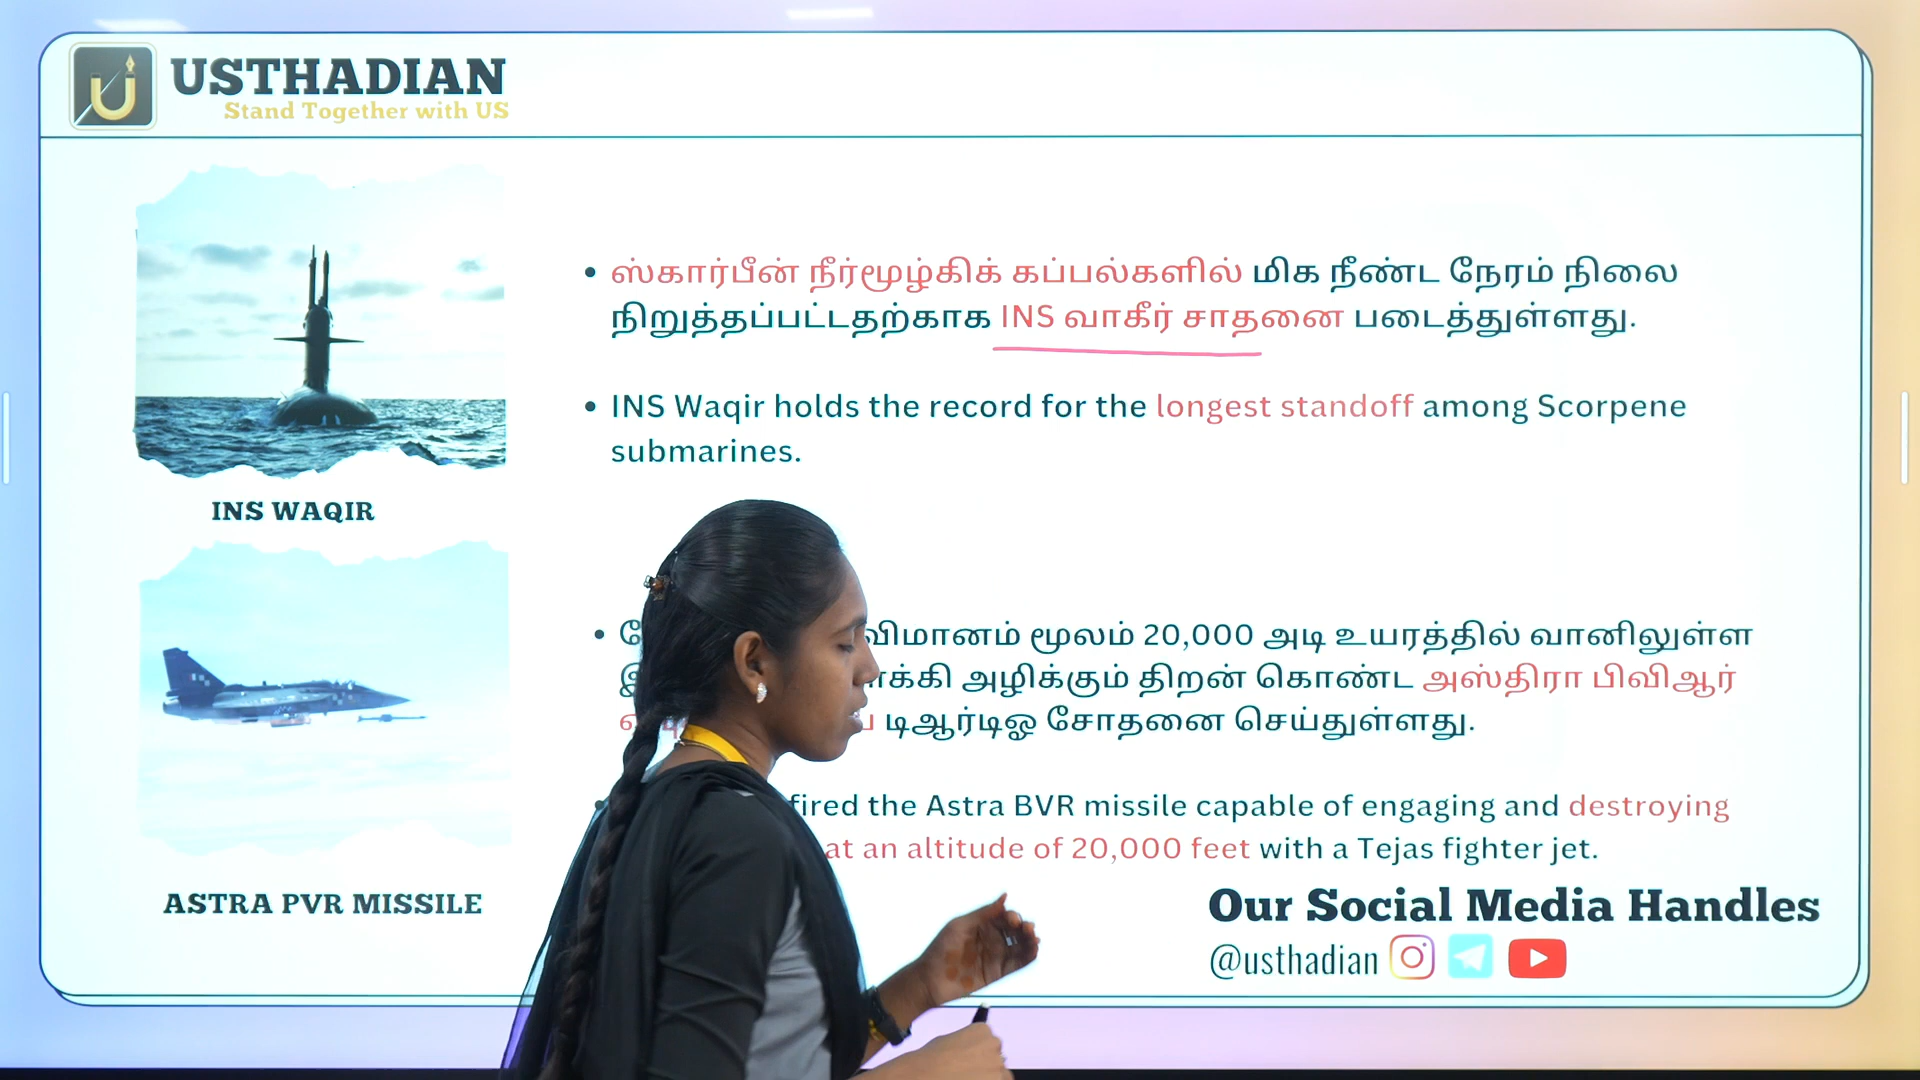 USTHADIAN
Stand Together with US
ஸ்கார்பீன் நீர்மூழ்கிக் கப்பல்களில் மிக நீண்ட நேரம் நிலை
நிறுத்தப்பட்டதற்காக INS வாகீர் சாதனை படைத்துள்ளது.
INS Waqir holds the record for the longest standoff among Scorpene
submarines.
INS WAQIR
மூலம் 20,000 அடி உயரத்தில் வானிலுள்ள
அழிக்கும் திறன் கொண்ட அஸ்திரா பிவிஆர்
டிஆர்டிஓ சோதனை செய்துள்ளது.
fired the Astra BVR missile capable of engaging and destroying
at an altitude of 20,000 feet with a Tejas fighter jet.
ASTRA PVR MISSILE
Our Social Media Handles
@usthadian